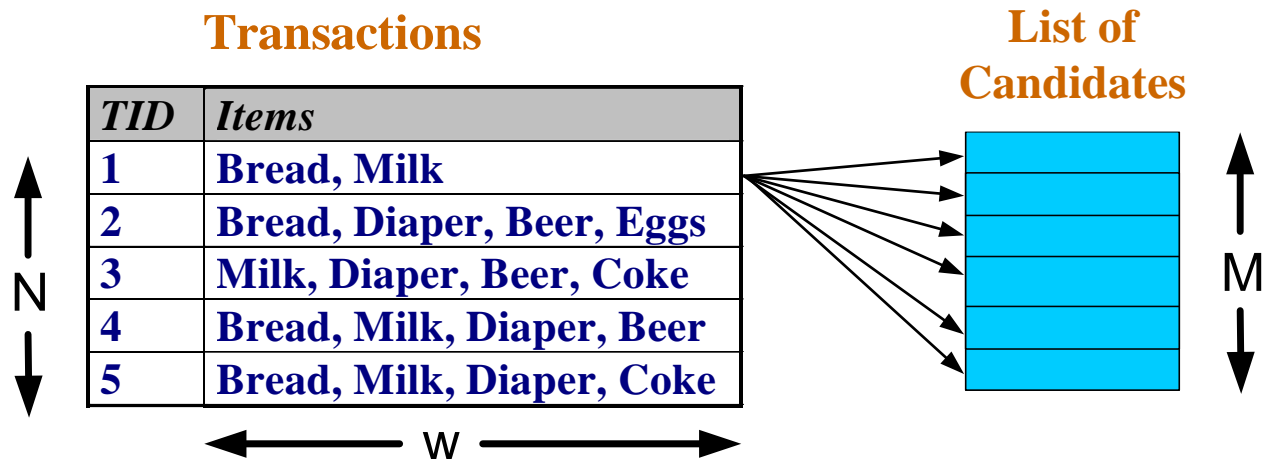 Transactions
List of
Candidates
TID Items
1 Bread, Milk
2 Bread, Diaper, Beer, Eggs
3 Milk, Diaper, Beer, Coke
4 Bread, Milk, Diaper, Beer
5 Bread, Milk, Diaper, Coke
N
M
w